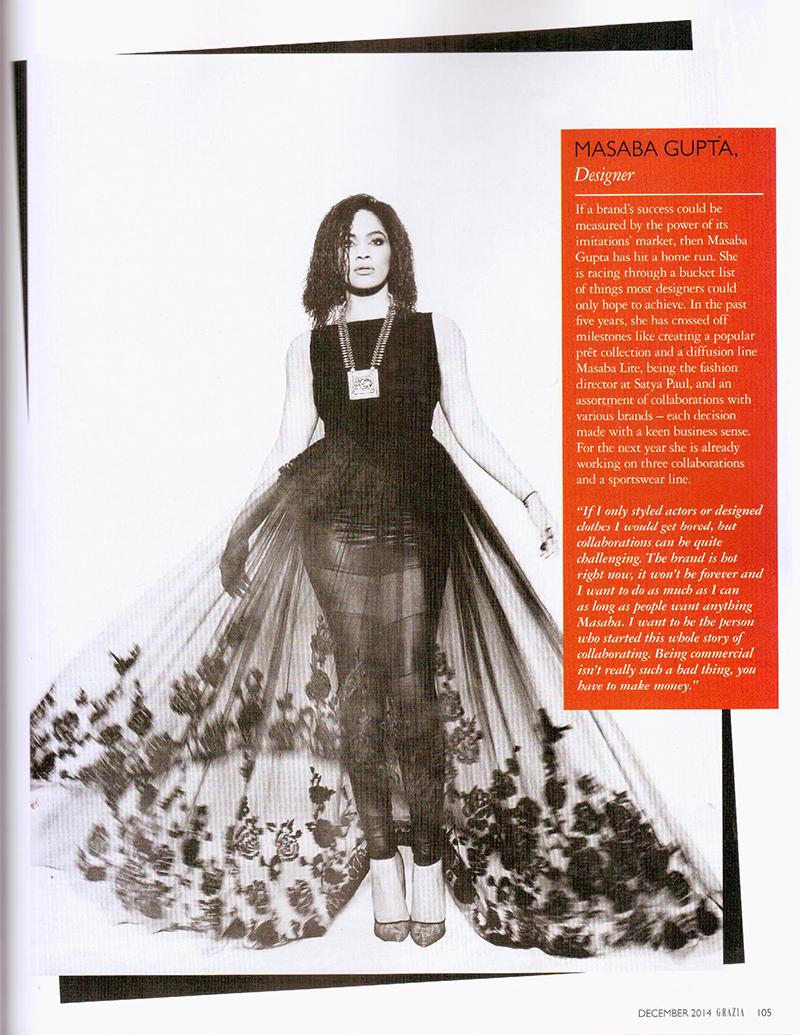 MASABA GUPTA,
Designer
If a brand's success could be
measured by the power of its
imitations' market, then Masaba
Gupta has hit a home run. She
is racing through a bucket list
of things most designers could
only hope to achieve. In the past
five years, she has crossed off
milestones like creating a popular
prêt collection and a diffusion line
Masaba Lite, being the fashion
director at Satya Paul, and an
assortment of collaborations with
various brands – each decision
made with a keen business sense.
For the next year she is already
working on three collaborations
and a sportswear line.
“If I only styled actors or designed
clothes I would get bored, but
collaborations can be quite
challenging. The brand is hot
right now, it won't be forever and
I want to do as much as I can
as long as people want anything
Masaba. I want to be the person
who started this whole story of
collaborating. Being commercial
isn't really such a bad thing, you
have to make money.”
DECEMBER 2014 GRAZIA 105